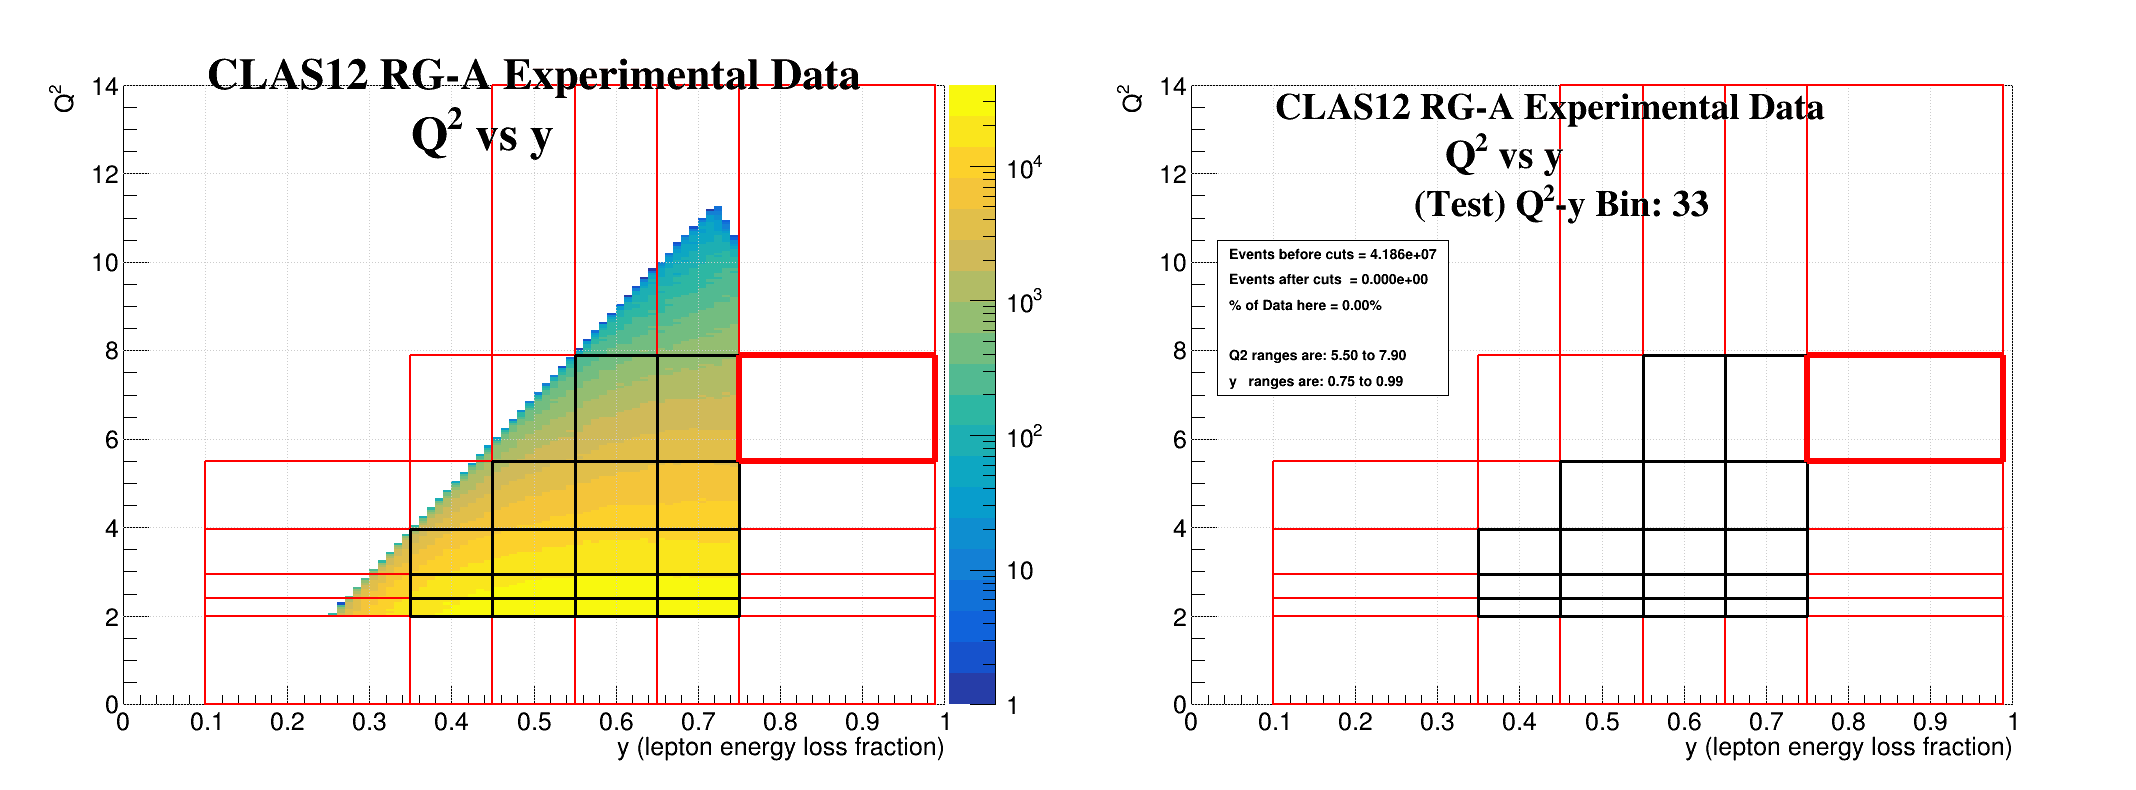 CLAS12 RG-A Experimental Data
Q² vs y
Q²
14
12
10
8
6
4
2
0
0 0.1 0.2 0.3 0.4 0.5 0.6 0.7 0.8 0.9 1
y (lepton energy loss fraction)
10⁴
10³
10²
10
1
CLAS12 RG-A Experimental Data
Q² vs y
(Test) Q²-y Bin: 33
Q²
14
12
10
8
6
4
2
0
Events before cuts = 4.186e+07
Events after cuts = 0.000e+00
% of Data here = 0.00%
Q2 ranges are: 5.50 to 7.90
y ranges are: 0.75 to 0.99
0 0.1 0.2 0.3 0.4 0.5 0.6 0.7 0.8 0.9 1
y (lepton energy loss fraction)